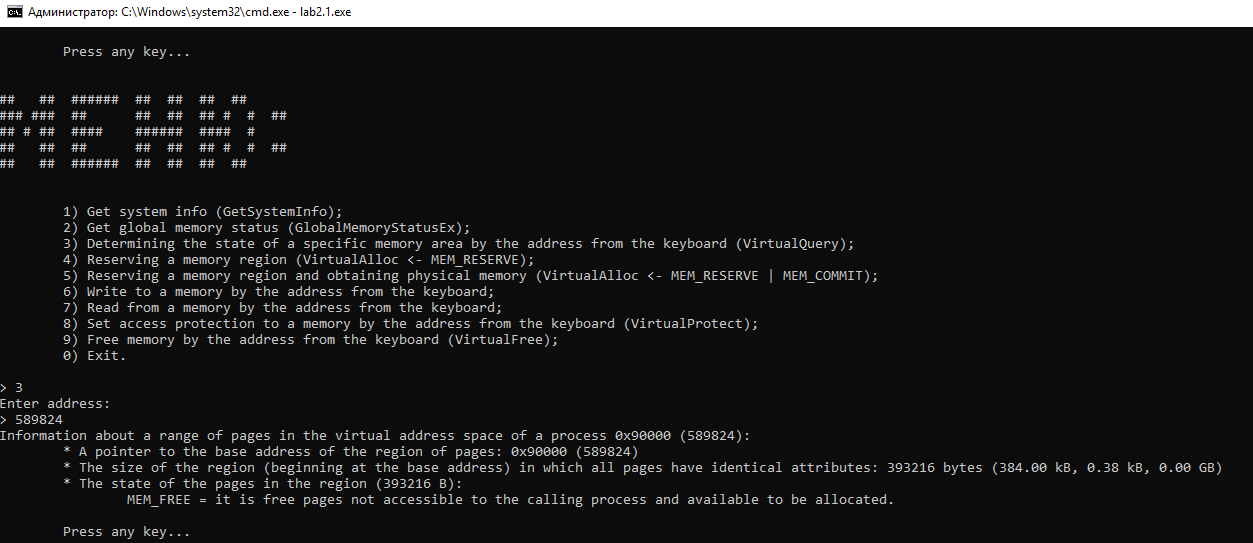 Администратор: C:\Windows\system32\cmd.exe - lab2.1.exe
Press any key...
МЕНЮ:
1) Get system info (GetSystemInfo);
2) Get global memory status (GlobalMemoryStatusEx);
3) Determining the state of a specific memory area by the address from the keyboard (VirtualQuery);
4) Reserving a memory region (VirtualAlloc <- MEM_RESERVE);
5) Reserving a memory region and obtaining physical memory (VirtualAlloc <- MEM_RESERVE | MEM_COMMIT);
6) Write to a memory by the address from the keyboard;
7) Read from a memory by the address from the keyboard;
8) Set access protection to a memory by the address from the keyboard (VirtualProtect);
9) Free memory by the address from the keyboard (VirtualFree);
0) Exit.
> 3
Enter address:
> 589824
Information about a range of pages in the virtual address space of a process 0x90000 (589824):
* A pointer to the base address of the region of pages: 0x90000 (589824)
* The size of the region (beginning at the base address) in which all pages have identical attributes: 393216 bytes (384.00 kB, 0.38 kB, 0.00 GB)
* The state of the pages in the region (393216 B):
MEM_FREE = it is free pages not accessible to the calling process and available to be allocated.
Press any key...